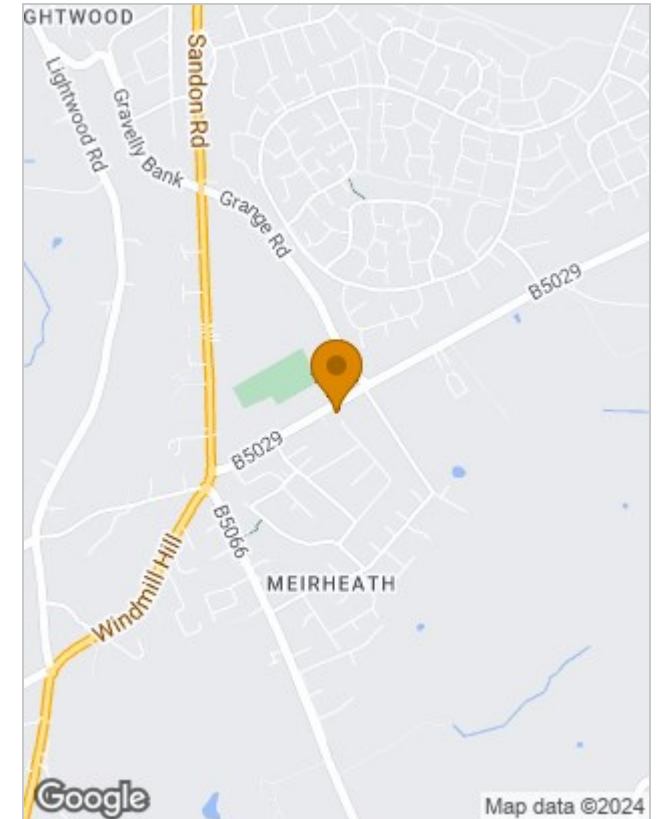 GHTWOOD
Sandon Rd
Lightwood Rd
Gravelly Bank
Grange Rd
B5029
B5029
B5066
MEIRHEATH
Windmill Hill
Google
Map data ©2024